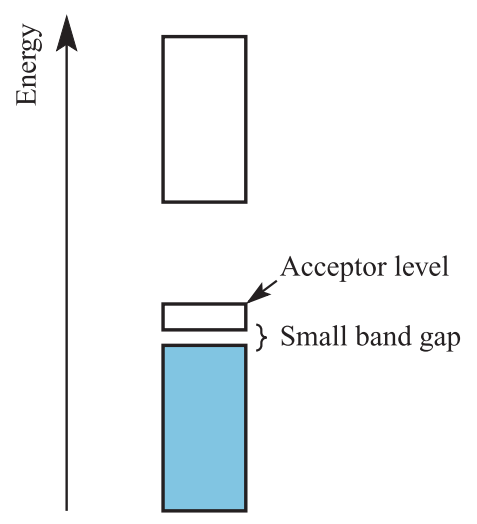 Energy
Acceptor level
} Small band gap